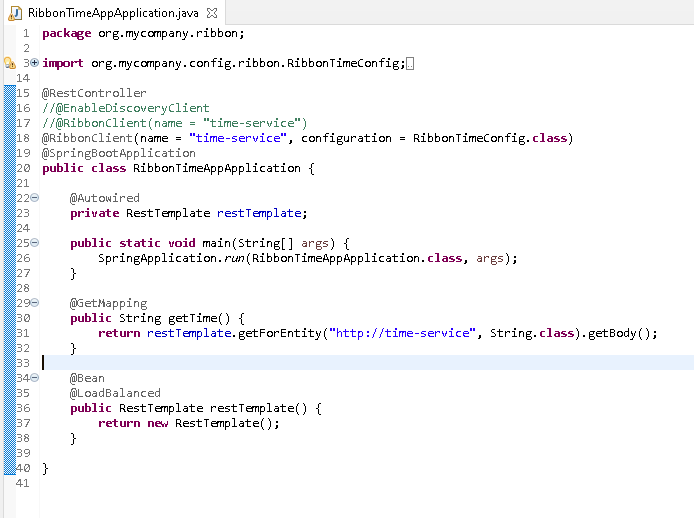 RibbonTimeAppApplication.java
1 package org.mycompany.ribbon;
2
3 import org.mycompany.config.ribbon.RibbonTimeConfig;
14
15 @RestController
16 //@EnableDiscoveryClient
17 //@RibbonClient(name = "time-service")
18 @RibbonClient(name = "time-service", configuration = RibbonTimeConfig.class)
19 @SpringBootApplication
20 public class RibbonTimeAppApplication {
21
22 @Autowired
23 private RestTemplate restTemplate;
24
25 public static void main(String[] args) {
26 SpringApplication.run(RibbonTimeAppApplication.class, args);
27 }
28
29 @GetMapping
30 public String getTime() {
31 return restTemplate.getForEntity("http://time-service", String.class).getBody();
32 }
33
34 @Bean
35 @LoadBalanced
36 public RestTemplate restTemplate() {
37 return new RestTemplate();
38 }
39
40 }
41